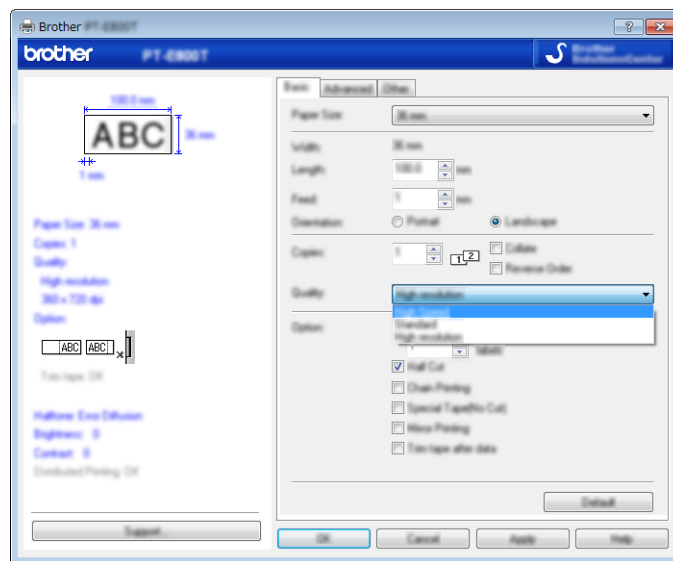 Brother PT-E800T
brother PT-E800T
Brother
SolutionsCenter
Basic Advanced Other
100.0 mm
ABC
36 mm
1 mm
Paper Size: 36 mm
Copies: 1
Quality:
High resolution
360 x 720 dpi
Option:
ABC ABC
Trim tape: Off
Halftone: Error Diffusion
Brightness: 0
Contrast: 0
Distributed Printing: Off
Support...
Paper Size: 36 mm
Width: 36 mm
Length: 100.0 mm
Feed: 1 mm
Orientation: Portrait Landscape
Copies: 1 1 2 Collate
Reverse Order
Quality: High resolution
High Speed
Standard
High resolution
Option:
1 labels
Half Cut
Chain Printing
Special Tape(No Cut)
Mirror Printing
Trim tape after data
Default
OK Cancel Apply Help